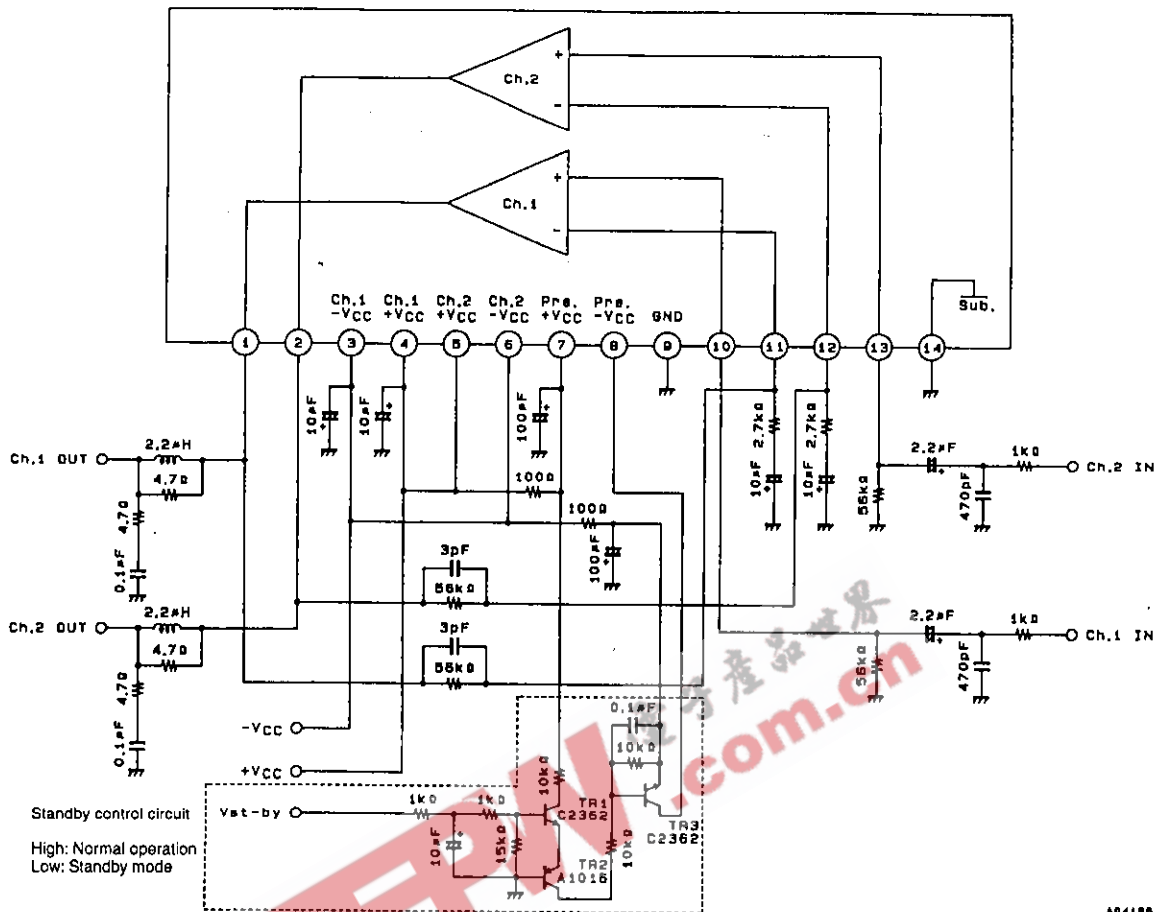 Ch.2
+
−
Ch.1
+
−
Sub.
Ch.1 -VCC
Ch.1 +VCC
Ch.2 +VCC
Ch.2 -VCC
Pre. +VCC
Pre. -VCC
GND
1
2
3
4
5
6
7
8
9
10
11
12
13
14
10µF
+
10µF
+
100µF
+
2.7kΩ
2.7kΩ
10µF
+
10µF
+
Ch.1 OUT
2.2µH
4.7Ω
4.7Ω
0.1µF
100Ω
100Ω
100µF
+
56kΩ
2.2µF
+
1kΩ
Ch.2 IN
470pF
3pF
56kΩ
Ch.2 OUT
2.2µH
4.7Ω
4.7Ω
0.1µF
3pF
56kΩ
56kΩ
2.2µF
+
1kΩ
Ch.1 IN
470pF
-VCC
+VCC
Standby control circuit
High: Normal operation
Low: Standby mode
Vst-by
1kΩ
1kΩ
10µF
+
15kΩ
10kΩ
TR1
C2362
TR2
A1016
0.1µF
10kΩ
10kΩ
TR3
C2362
產品世界
.com.cn